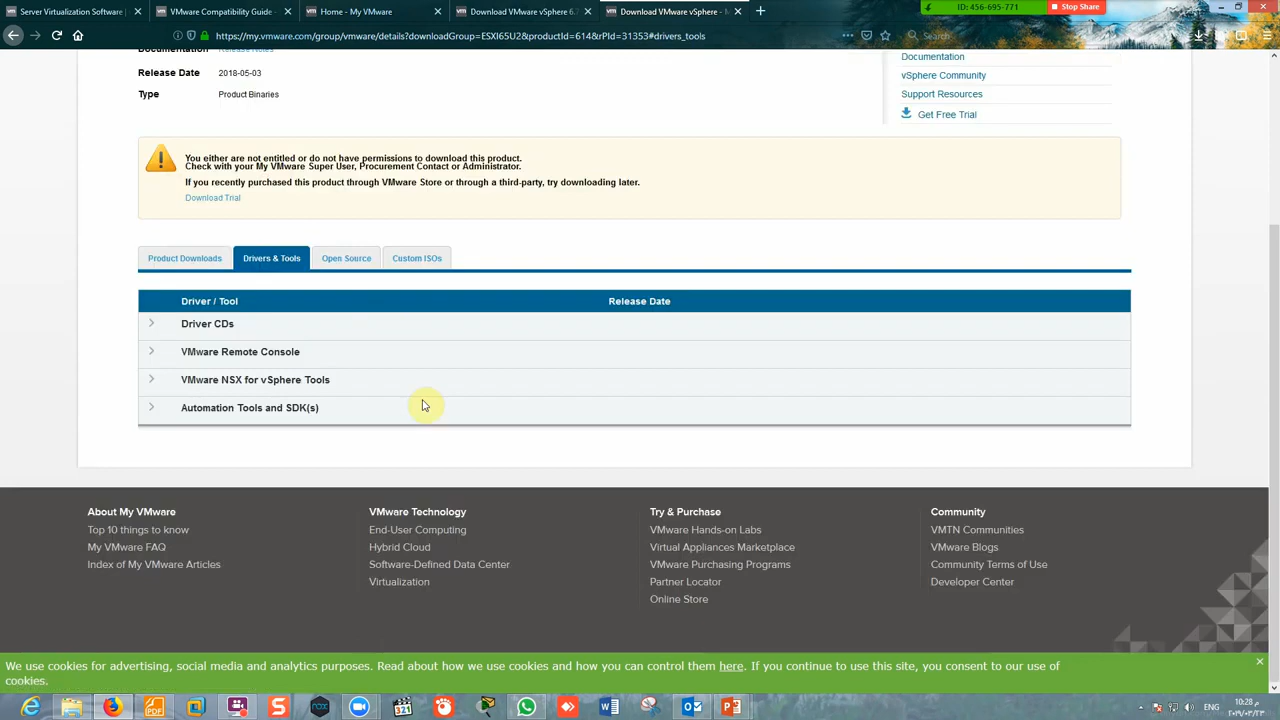 Server Virtualization Software
VMware Compatibility Guide
Home - My VMware
Download VMware vSphere 6.
Download VMware vSphere -
ID: 456-695-771
Stop Share
https://my.vmware.com/group/vmware/details?downloadGroup=ESXI65U2&productId=614&rPId=31353#drivers_tools
Search
Documentation
Release Notes
Release Date
2018-05-03
Type
Product Binaries
Documentation
vSphere Community
Support Resources
Get Free Trial
You either are not entitled or do not have permissions to download this product.
Check with your My VMware Super User, Procurement Contact or Administrator.
If you recently purchased this product through VMware Store or through a third-party, try downloading later.
Download Trial
Product Downloads
Drivers & Tools
Open Source
Custom ISOs
Driver / Tool
Release Date
Driver CDs
VMware Remote Console
VMware NSX for vSphere Tools
Automation Tools and SDK(s)
About My VMware
Top 10 things to know
My VMware FAQ
Index of My VMware Articles
VMware Technology
End-User Computing
Hybrid Cloud
Software-Defined Data Center
Virtualization
Try & Purchase
VMware Hands-on Labs
Virtual Appliances Marketplace
VMware Purchasing Programs
Partner Locator
Online Store
Community
VMTN Communities
VMware Blogs
Community Terms of Use
Developer Center
We use cookies for advertising, social media and analytics purposes. Read about how we use cookies and how you can control them here. If you continue to use this site, you consent to our use of
cookies.
PDF
321
ENG
م 10:28